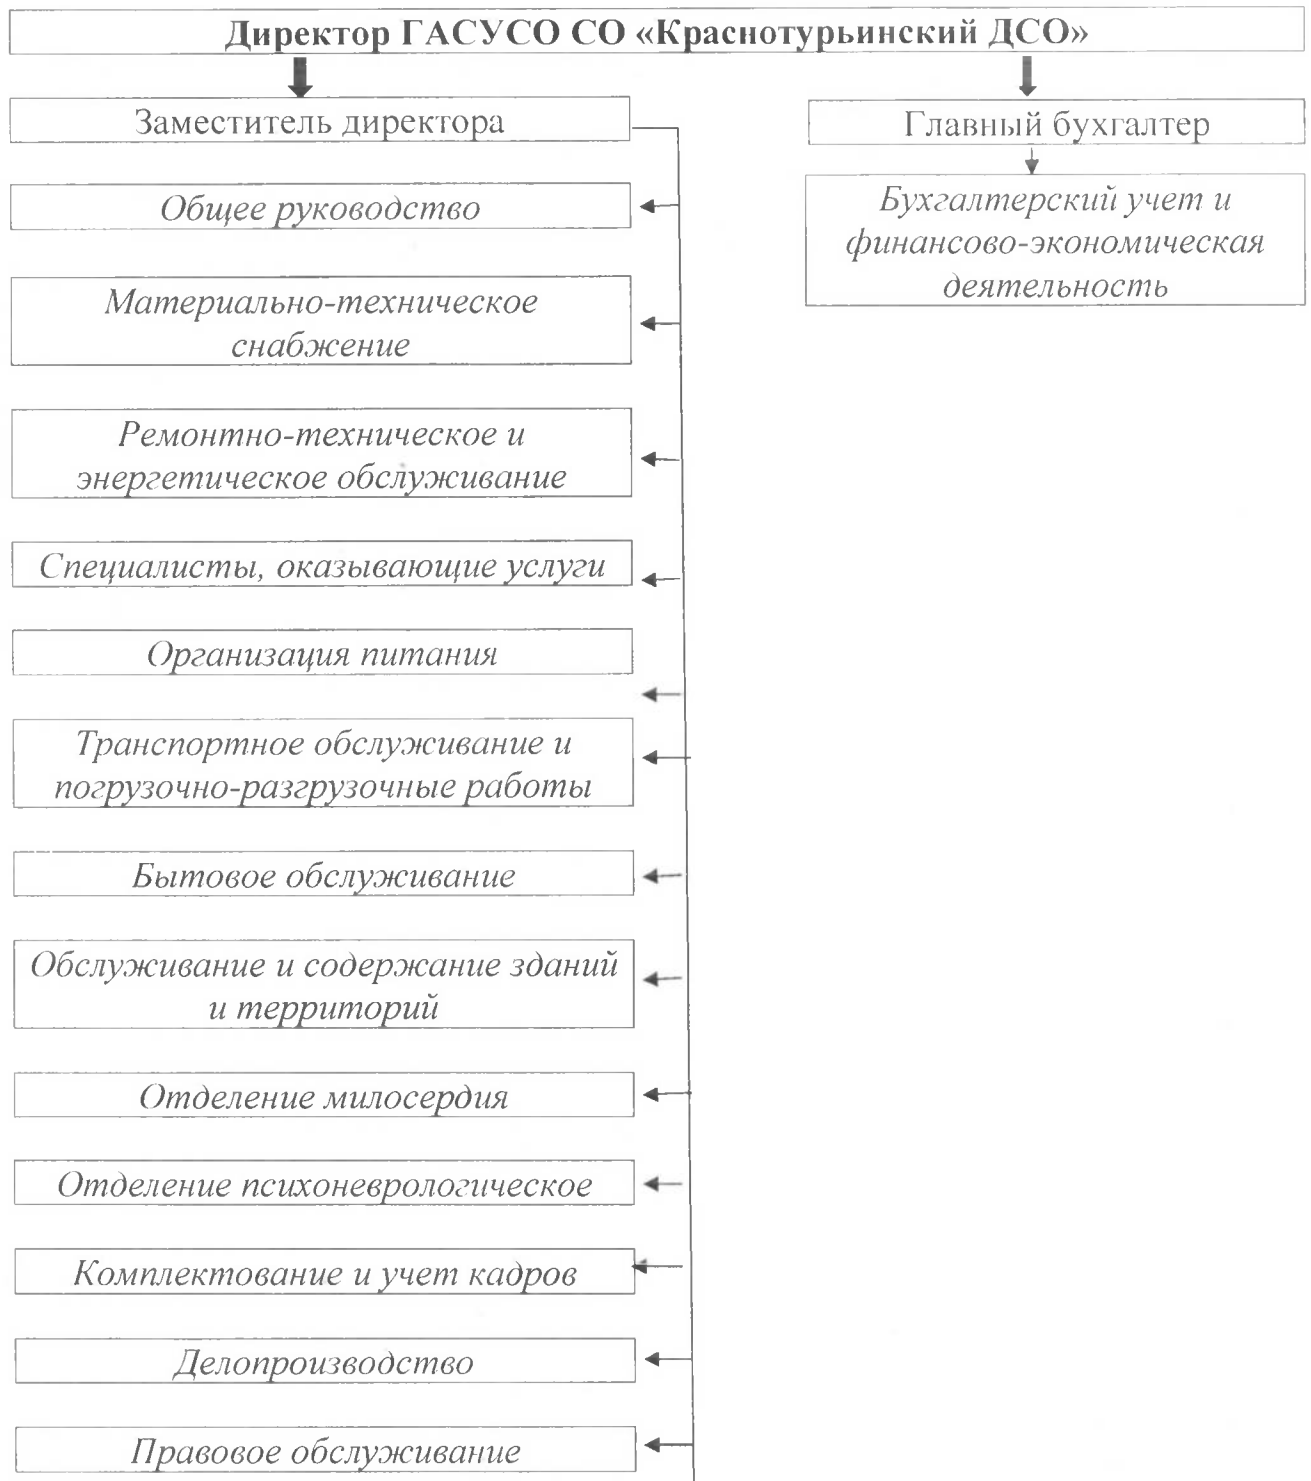 Директор ГАСУСО СО «Краснотурьинский ДСО»
Заместитель директора
Главный бухгалтер
Общее руководство
Бухгалтерский учет и
финансово-экономическая
деятельность
Материально-техническое
снабжение
Ремонтно-техническое и
энергетическое обслуживание
Специалисты, оказывающие услуги
Организация питания
Транспортное обслуживание и
погрузочно-разгрузочные работы
Бытовое обслуживание
Обслуживание и содержание зданий
и территорий
Отделение милосердия
Отделение психоневрологическое
Комплектование и учет кадров
Делопроизводство
Правовое обслуживание